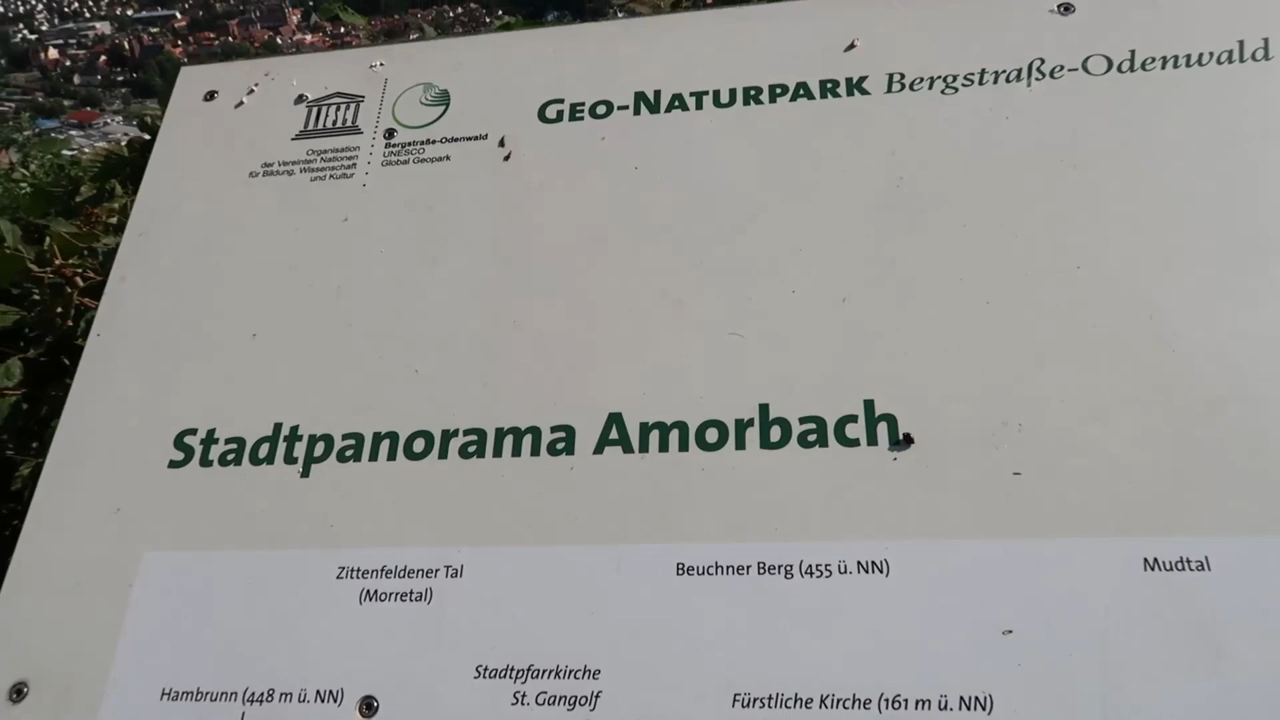 UNESCO
Organisation
der Vereinten Nationen
für Bildung, Wissenschaft
und Kultur
Bergstraße-Odenwald
UNESCO
Global Geopark
GEO-NATURPARK Bergstraße-Odenwald
Stadtpanorama Amorbach
Zittenfeldener Tal
(Morretal)
Beuchner Berg (455 ü. NN)
Mudtal
Hambrunn (448 m ü. NN)
Stadtpfarrkirche
St. Gangolf
Fürstliche Kirche (161 m ü. NN)